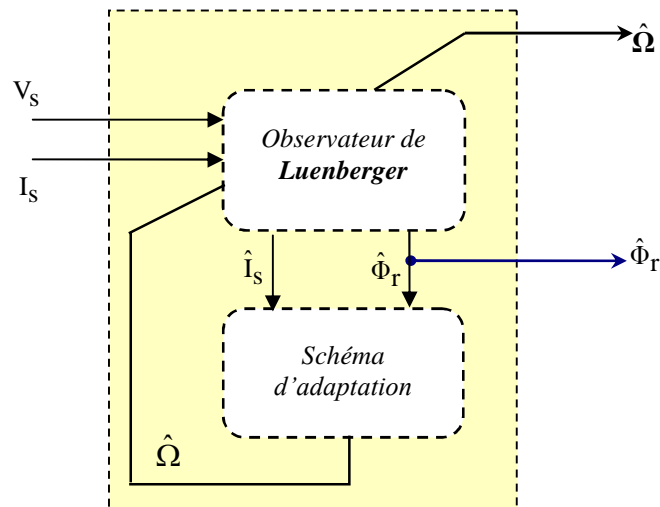 Ω̂
V_s
Observateur de
Luenberger
I_s
Î_s
Φ̂_r
Φ̂_r
Schéma
d'adaptation
Ω̂